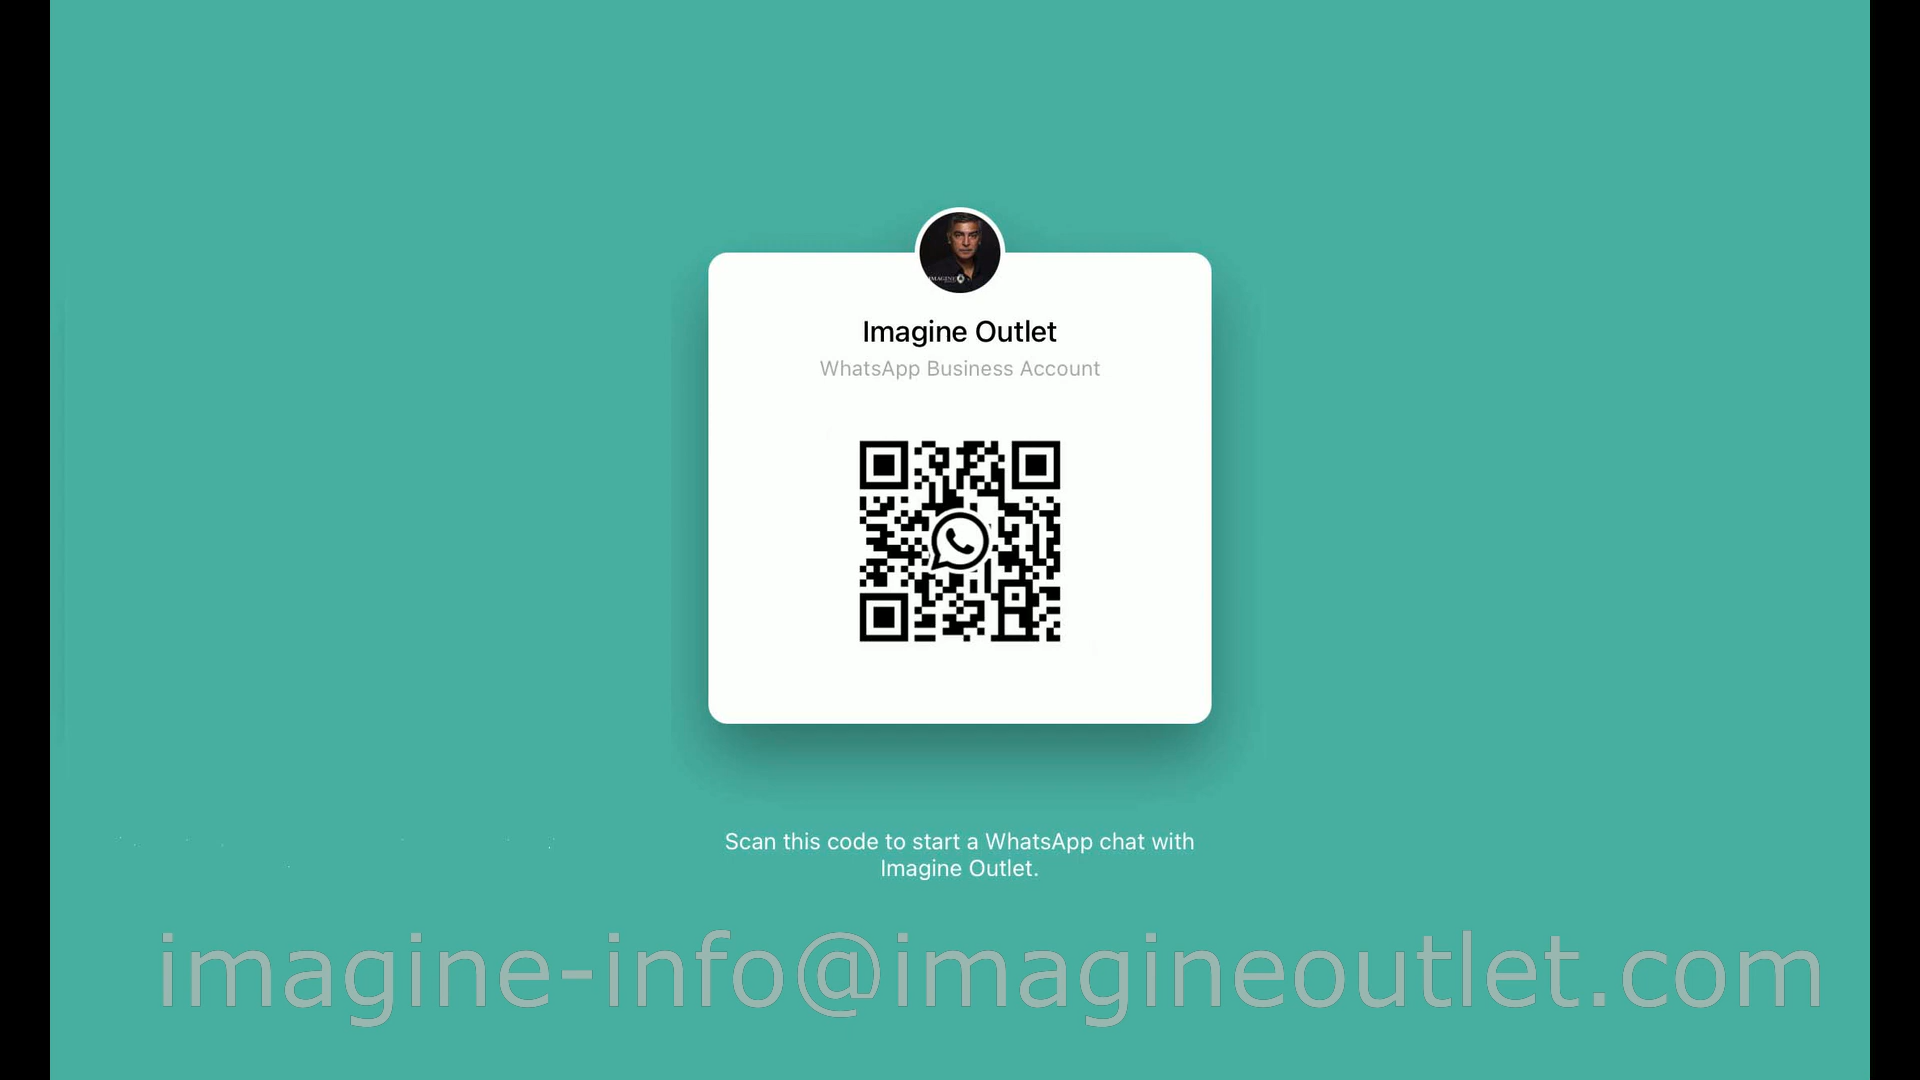 IMAGINE
Imagine Outlet
WhatsApp Business Account
Scan this code to start a WhatsApp chat with
Imagine Outlet.
imagine-info@imagineoutlet.com